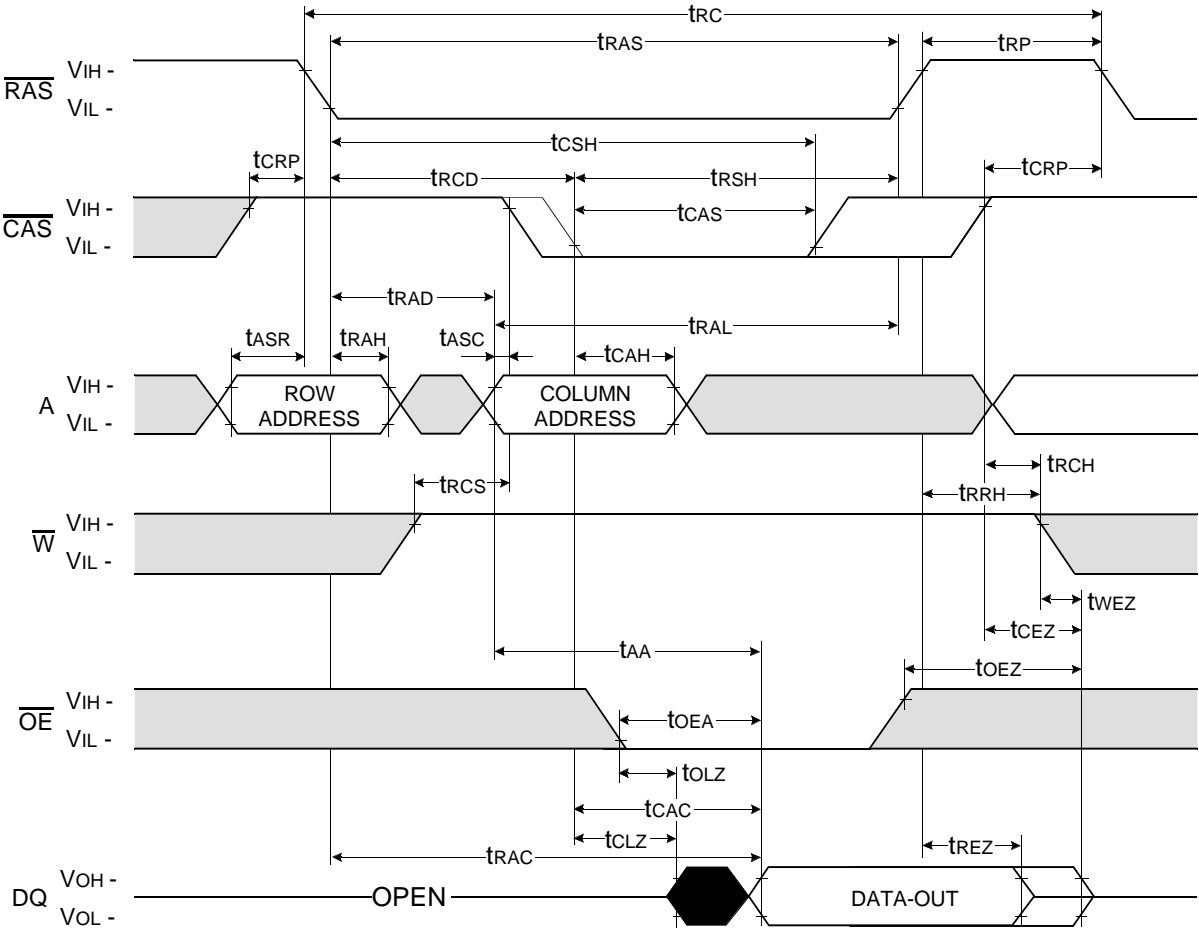 tRC
tRAS
tRP
RAS
VIH -
VIL -
tCSH
tCRP
tRCD
tRSH
tCRP
CAS
VIH -
VIL -
tCAS
tRAD
tRAL
tASR
tRAH
tASC
tCAH
A
VIH -
VIL -
ROW
ADDRESS
COLUMN
ADDRESS
tRCH
tRCS
tRRH
W
VIH -
VIL -
tWEZ
tCEZ
tAA
tOEZ
OE
VIH -
VIL -
tOEA
tOLZ
tCAC
tCLZ
tREZ
tRAC
DQ
VOH -
VOL -
OPEN
DATA-OUT